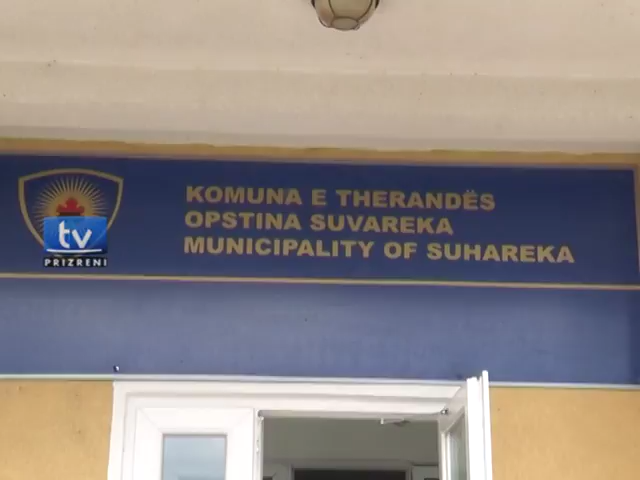 KOMUNA E THERANDËS
OPSTINA SUVAREKA
MUNICIPALITY OF SUHAREKA
tv
PRIZRENI